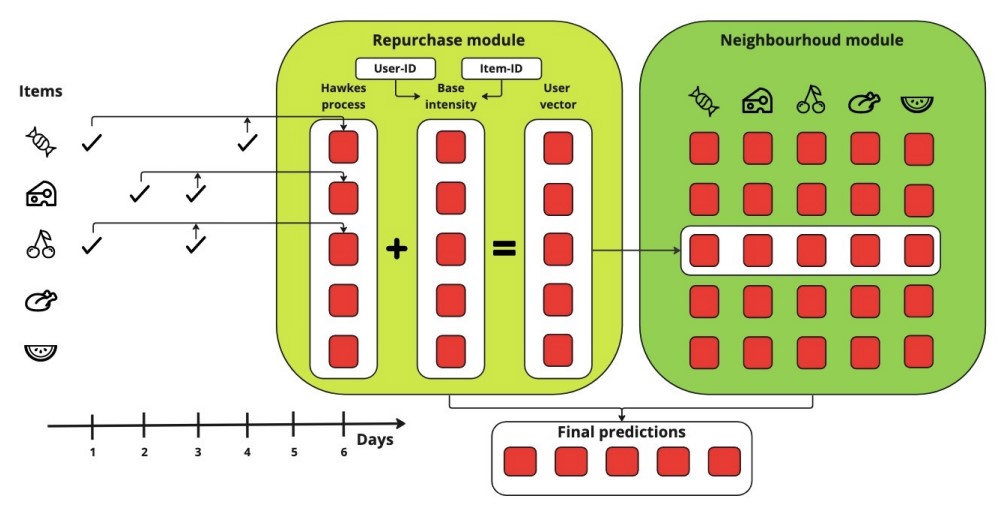 Repurchase module
Neighbourhoud module
User-ID
Item-ID
Items
Hawkes
process
Base
intensity
User
vector
+
=
Days
1 2 3 4 5 6
Final predictions